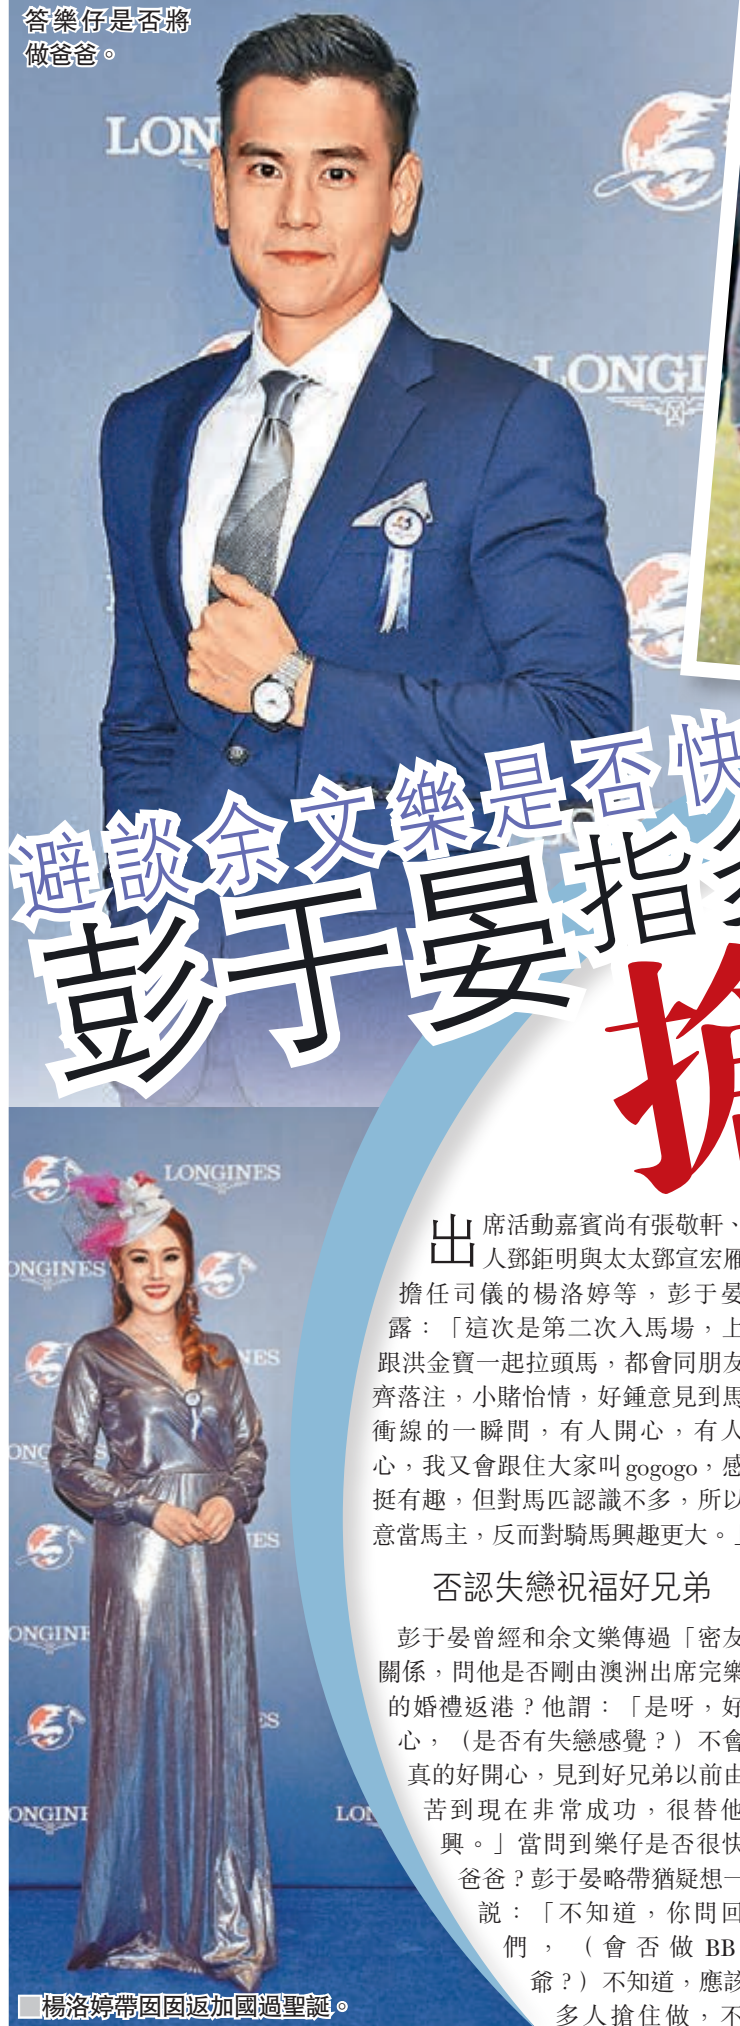 答樂仔是否將
做爸爸。
LON
LONGI
避談余文樂是否快
彭于晏指
搶
LONGINES
ONGINES
NES
ONG
ES
ONGINE
ES
ONGINE
LON
出席活動嘉賓尚有張敬軒、
人鄧鉅明與太太鄧宣宏雁
擔任司儀的楊洛婷等，彭于晏
露：「這次是第二次入馬場，上
跟洪金寶一起拉頭馬，都會同朋友
齊落注，小賭怡情，好鍾意見到馬
衝線的一瞬間，有人開心，有人
心，我又會跟住大家叫gogogo，感
挺有趣，但對馬匹認識不多，所以
意當馬主，反而對騎馬興趣更大。」
否認失戀祝福好兄弟
彭于晏曾經和余文樂傳過「密友
關係，問他是否剛由澳洲出席完樂
的婚禮返港？他謂：「是呀，好
心，（是否有失戀感覺？）不會
真的好開心，見到好兄弟以前由
苦到現在非常成功，很替他
興。」當問到樂仔是否很快
爸爸？彭于晏略帶猶疑想一
説：「不知道，你問回
們，（會否做BB
爺？）不知道，應該
多人搶住做，不
■楊洛婷帶囡囡返加國過聖誕。